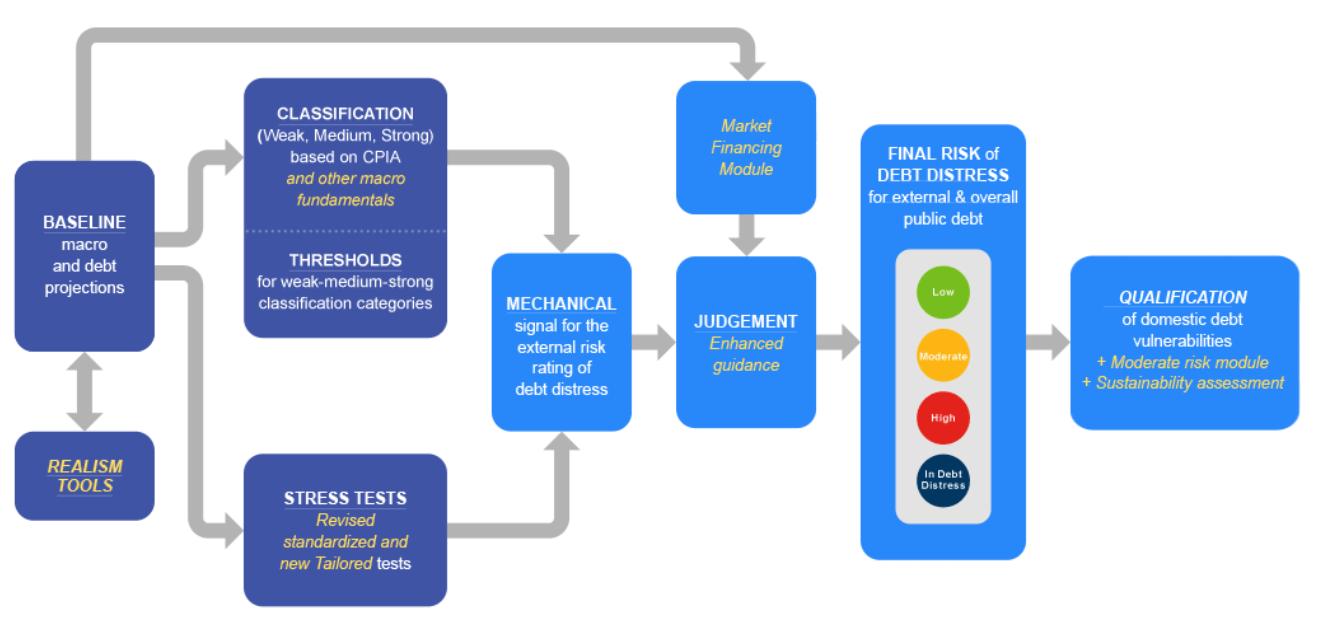 BASELINE
macro
and debt
projections
REALISM
TOOLS
CLASSIFICATION
(Weak, Medium, Strong)
based on CPIA
and other macro
fundamentals
THRESHOLDS
for weak-medium-strong
classification categories
STRESS TESTS
Revised
standardized and
new Tailored tests
MECHANICAL
signal for the
external risk
rating of
debt distress
Market
Financing
Module
JUDGEMENT
Enhanced
guidance
FINAL RISK of
DEBT DISTRESS
for external & overall
public debt
Low
Moderate
High
In Debt
Distress
QUALIFICATION
of domestic debt
vulnerabilities
+ Moderate risk module
+ Sustainability assessment